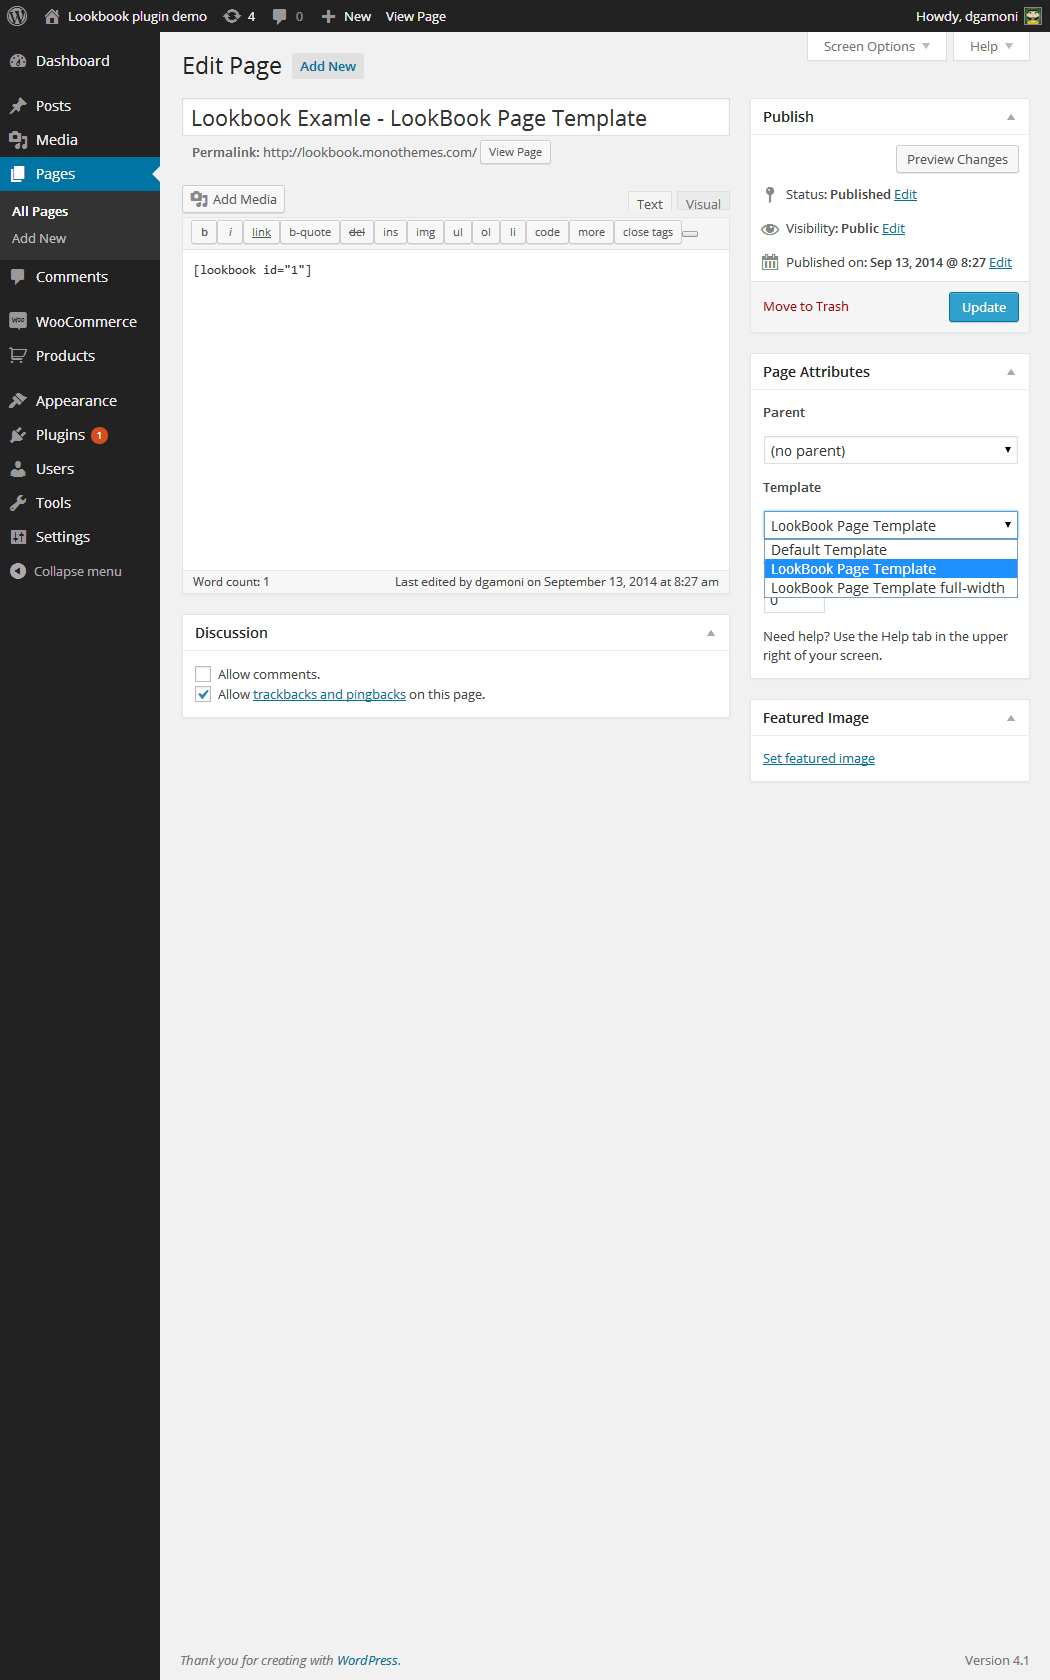 Lookbook plugin demo 4 0 New View Page Howdy, dgamoni
Screen Options Help
Dashboard
Posts
Media
Pages
All Pages
Add New
Comments
WooCommerce
Products
Appearance
Plugins 1
Users
Tools
Settings
Collapse menu
Edit Page Add New
Lookbook Examle - LookBook Page Template
Permalink: http://lookbook.monothemes.com/ View Page
Add Media
Text Visual
b i link b-quote del ins img ul ol li code more close tags
[lookbook id="1"]
Word count: 1 Last edited by dgamoni on September 13, 2014 at 8:27 am
Discussion
Allow comments.
Allow trackbacks and pingbacks on this page.
Publish
Preview Changes
Status: Published Edit
Visibility: Public Edit
Published on: Sep 13, 2014 @ 8:27 Edit
Move to Trash Update
Page Attributes
Parent
(no parent)
Template
LookBook Page Template
Default Template
LookBook Page Template
LookBook Page Template full-width
0
Need help? Use the Help tab in the upper
right of your screen.
Featured Image
Set featured image
Thank you for creating with WordPress. Version 4.1